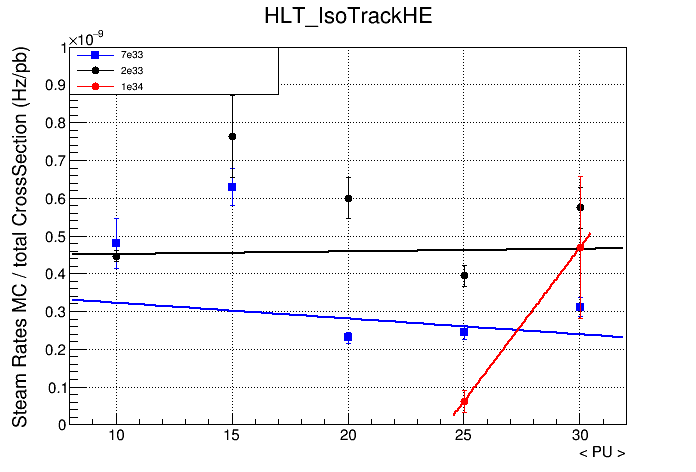 HLT_IsoTrackHE
×10⁻⁹
7e33
2e33
1e34
Steam Rates MC / total CrossSection (Hz/pb)
1
0.9
0.8
0.7
0.6
0.5
0.4
0.3
0.2
0.1
0
10 15 20 25 30
< PU >